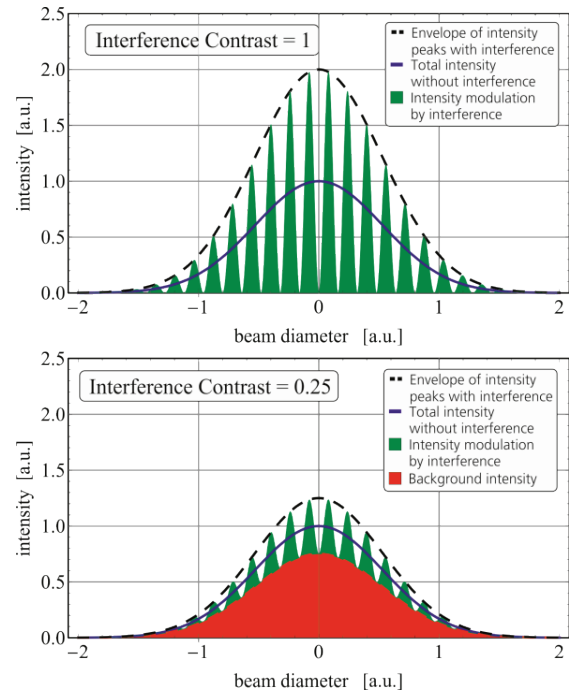 2.5
Interference Contrast = 1
Envelope of intensity
peaks with interference
Total intensity
without interference
Intensity modulation
by interference
2.0
1.5
1.0
0.5
0.0
intensity [a.u.]
−2
−1
0
1
2
beam diameter [a.u.]
2.5
Interference Contrast = 0.25
Envelope of intensity
peaks with interference
Total intensity
without interference
Intensity modulation
by interference
Background intensity
2.0
1.5
1.0
0.5
0.0
intensity [a.u.]
−2
−1
0
1
2
beam diameter [a.u.]